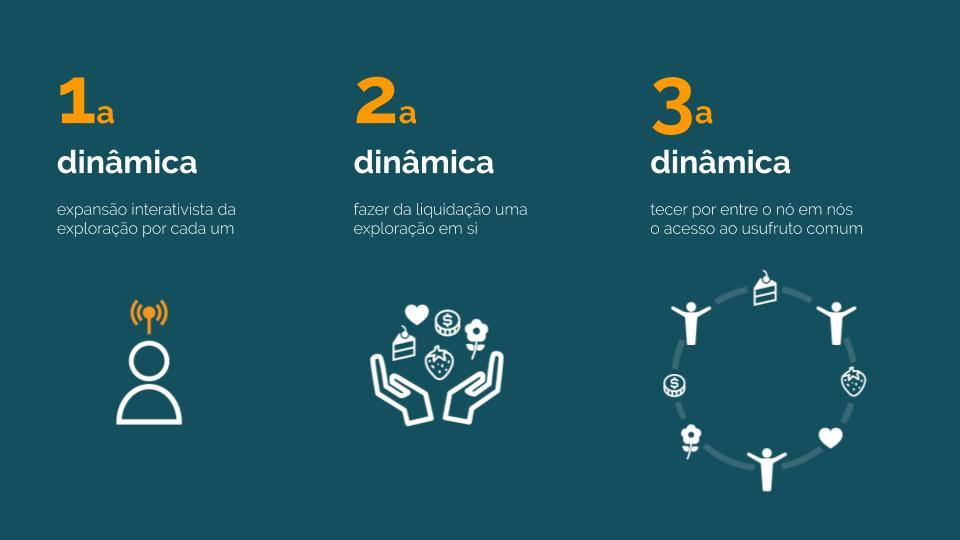 1a
dinâmica
expansão interativista da
exploração por cada um
2a
dinâmica
fazer da liquidação uma
exploração em si
3a
dinâmica
tecer por entre o nó em nós
o acesso ao usufruto comum
$
$